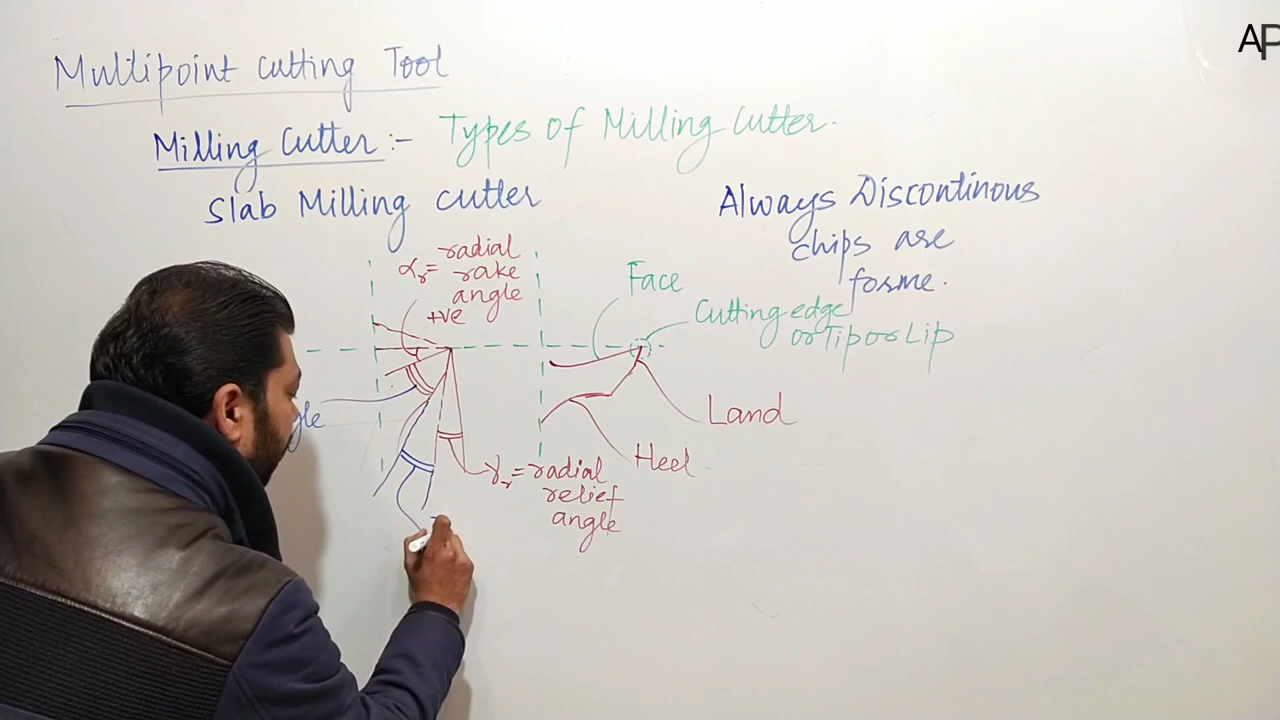 Multipoint cutting Tool
Milling Cutter :- Types of Milling Cutter.
Slab Milling cutter
Always Discontinous
chips are
forme.
αr = radial
rake
angle
+ve
Face
Cutting edge
or Tip or Lip
Land
Heel
γr = radial
relief
angle
AP